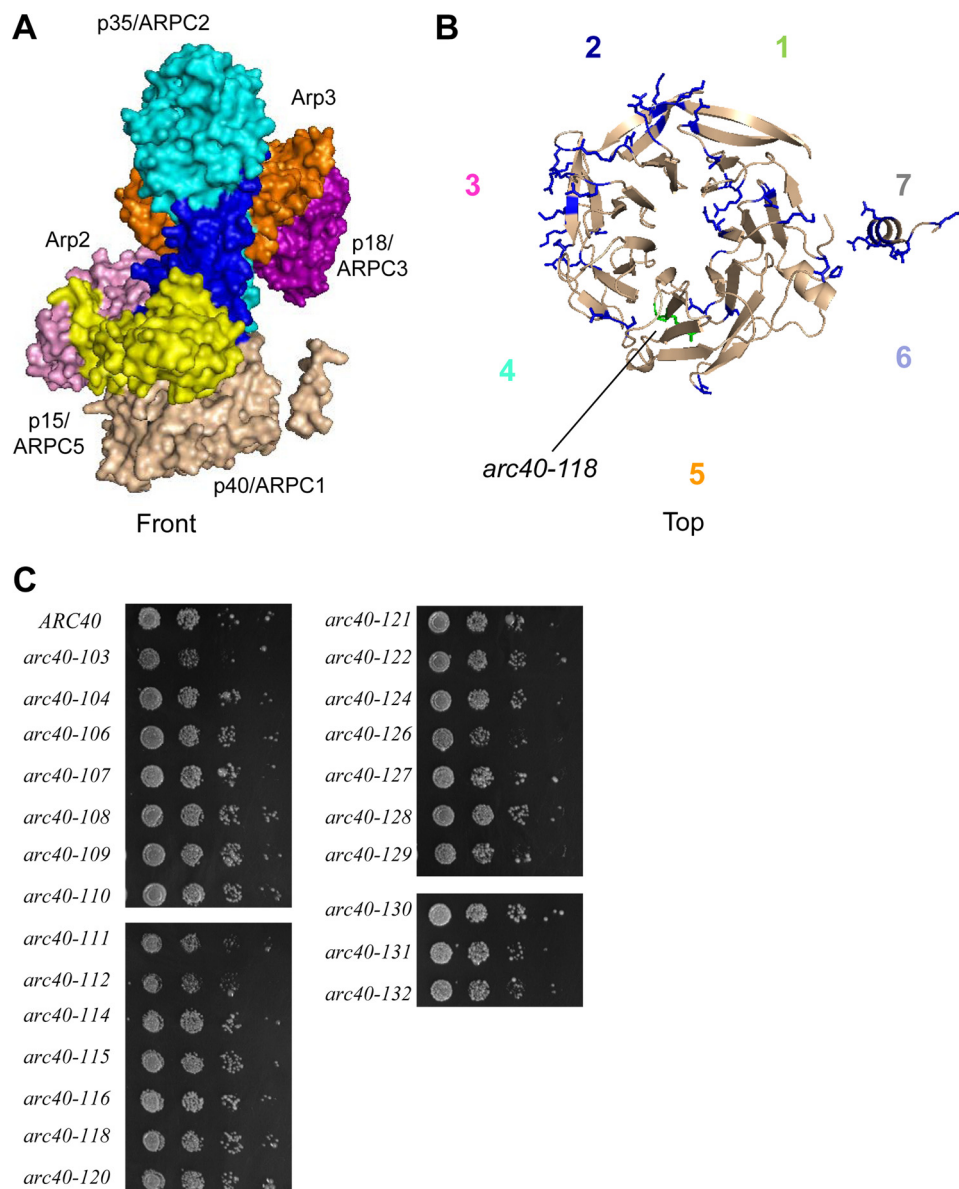 A
p35/ARPC2
Arp3
Arp2
p18/
ARPC3
p15/
ARPC5
p40/ARPC1
Front
B
2
1
3
7
4
6
5
arc40-118
Top
C
ARC40
arc40-103
arc40-104
arc40-106
arc40-107
arc40-108
arc40-109
arc40-110
arc40-111
arc40-112
arc40-114
arc40-115
arc40-116
arc40-118
arc40-120
arc40-121
arc40-122
arc40-124
arc40-126
arc40-127
arc40-128
arc40-129
arc40-130
arc40-131
arc40-132